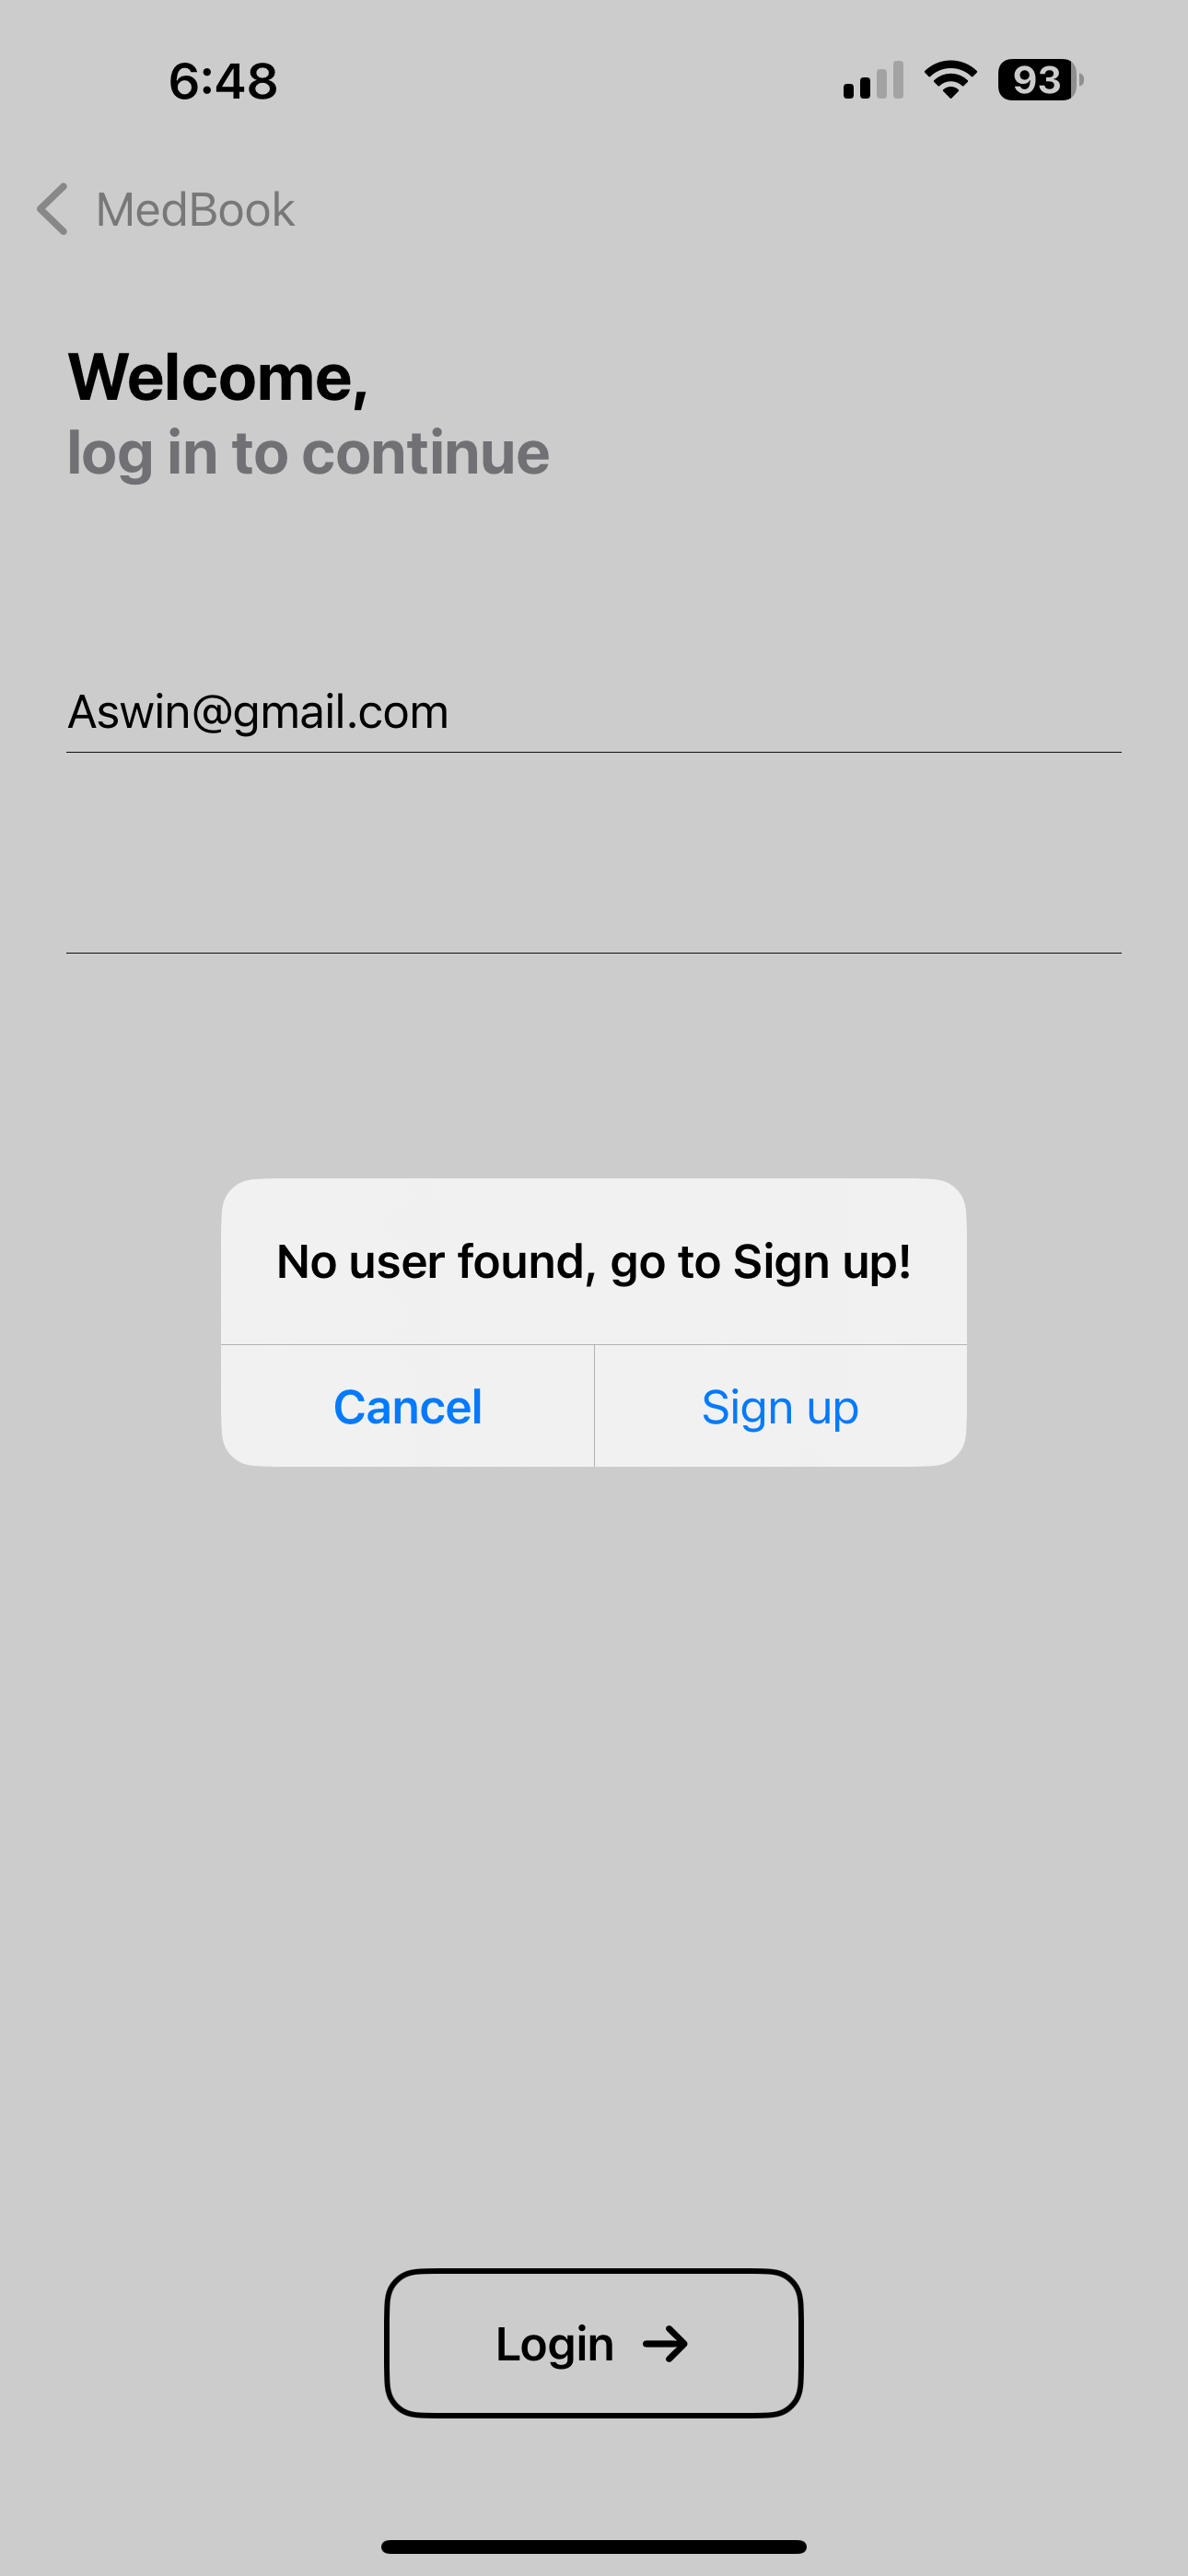 6:48
93
MedBook
Welcome,
log in to continue
Aswin@gmail.com
No user found, go to Sign up!
Cancel
Sign up
Login